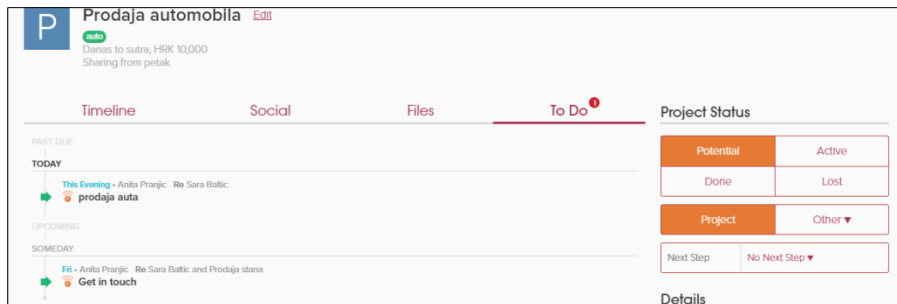 P
Prodaja automobila Edit
auto
Danas to sutra, HRK 10,000
Sharing from petak
Timeline Social Files To Do 1
PAST DUE
TODAY
This Evening • Anita Pranjic Re Sara Baltic
prodaja auta
UPCOMING
SOMEDAY
Fri • Anita Pranjic Re Sara Baltic and Prodaja stana
Get in touch
Project Status
Potential Active
Done Lost
Project Other ▼
Next Step No Next Step ▼
Details